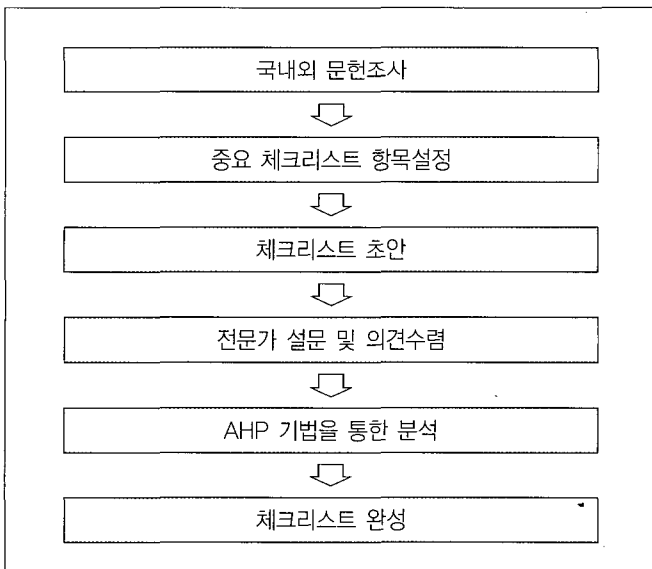 국내외 문헌조사
중요 체크리스트 항목설정
체크리스트 초안
전문가 설문 및 의견수렴
AHP 기법을 통한 분석
체크리스트 완성